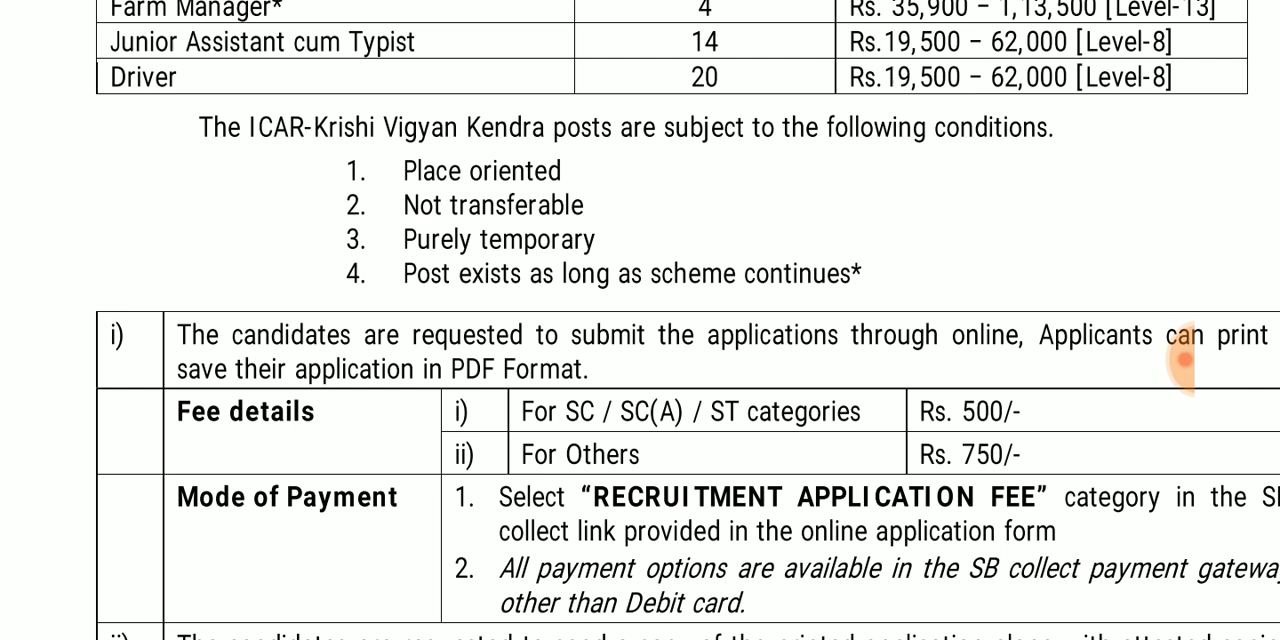 Farm Manager* 4 Rs. 35,900 – 1,13,500 [Level-13]
Junior Assistant cum Typist 14 Rs.19,500 – 62,000 [Level-8]
Driver 20 Rs.19,500 – 62,000 [Level-8]
The ICAR-Krishi Vigyan Kendra posts are subject to the following conditions.
1. Place oriented
2. Not transferable
3. Purely temporary
4. Post exists as long as scheme continues*
i) The candidates are requested to submit the applications through online, Applicants can print
save their application in PDF Format.
Fee details i) For SC / SC(A) / ST categories Rs. 500/-
ii) For Others Rs. 750/-
Mode of Payment 1. Select “RECRUITMENT APPLICATION FEE” category in the
collect link provided in the online application form
2. All payment options are available in the SB collect payment gateway
other than Debit card.